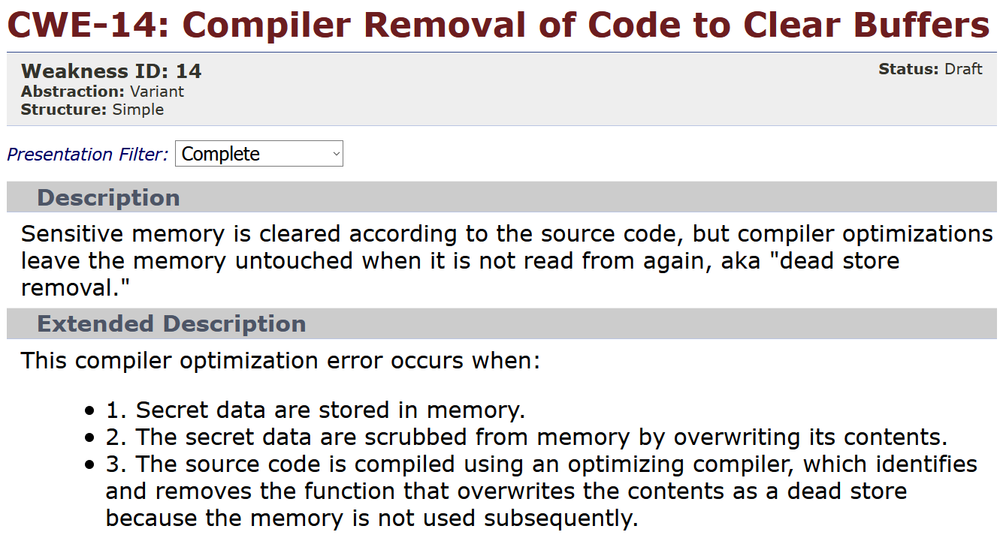 CWE-14: Compiler Removal of Code to Clear Buffers
Weakness ID: 14
Status: Draft
Abstraction: Variant
Structure: Simple
Presentation Filter: Complete
Description
Sensitive memory is cleared according to the source code, but compiler optimizations
leave the memory untouched when it is not read from again, aka "dead store
removal."
Extended Description
This compiler optimization error occurs when:
• 1. Secret data are stored in memory.
• 2. The secret data are scrubbed from memory by overwriting its contents.
• 3. The source code is compiled using an optimizing compiler, which identifies
and removes the function that overwrites the contents as a dead store
because the memory is not used subsequently.